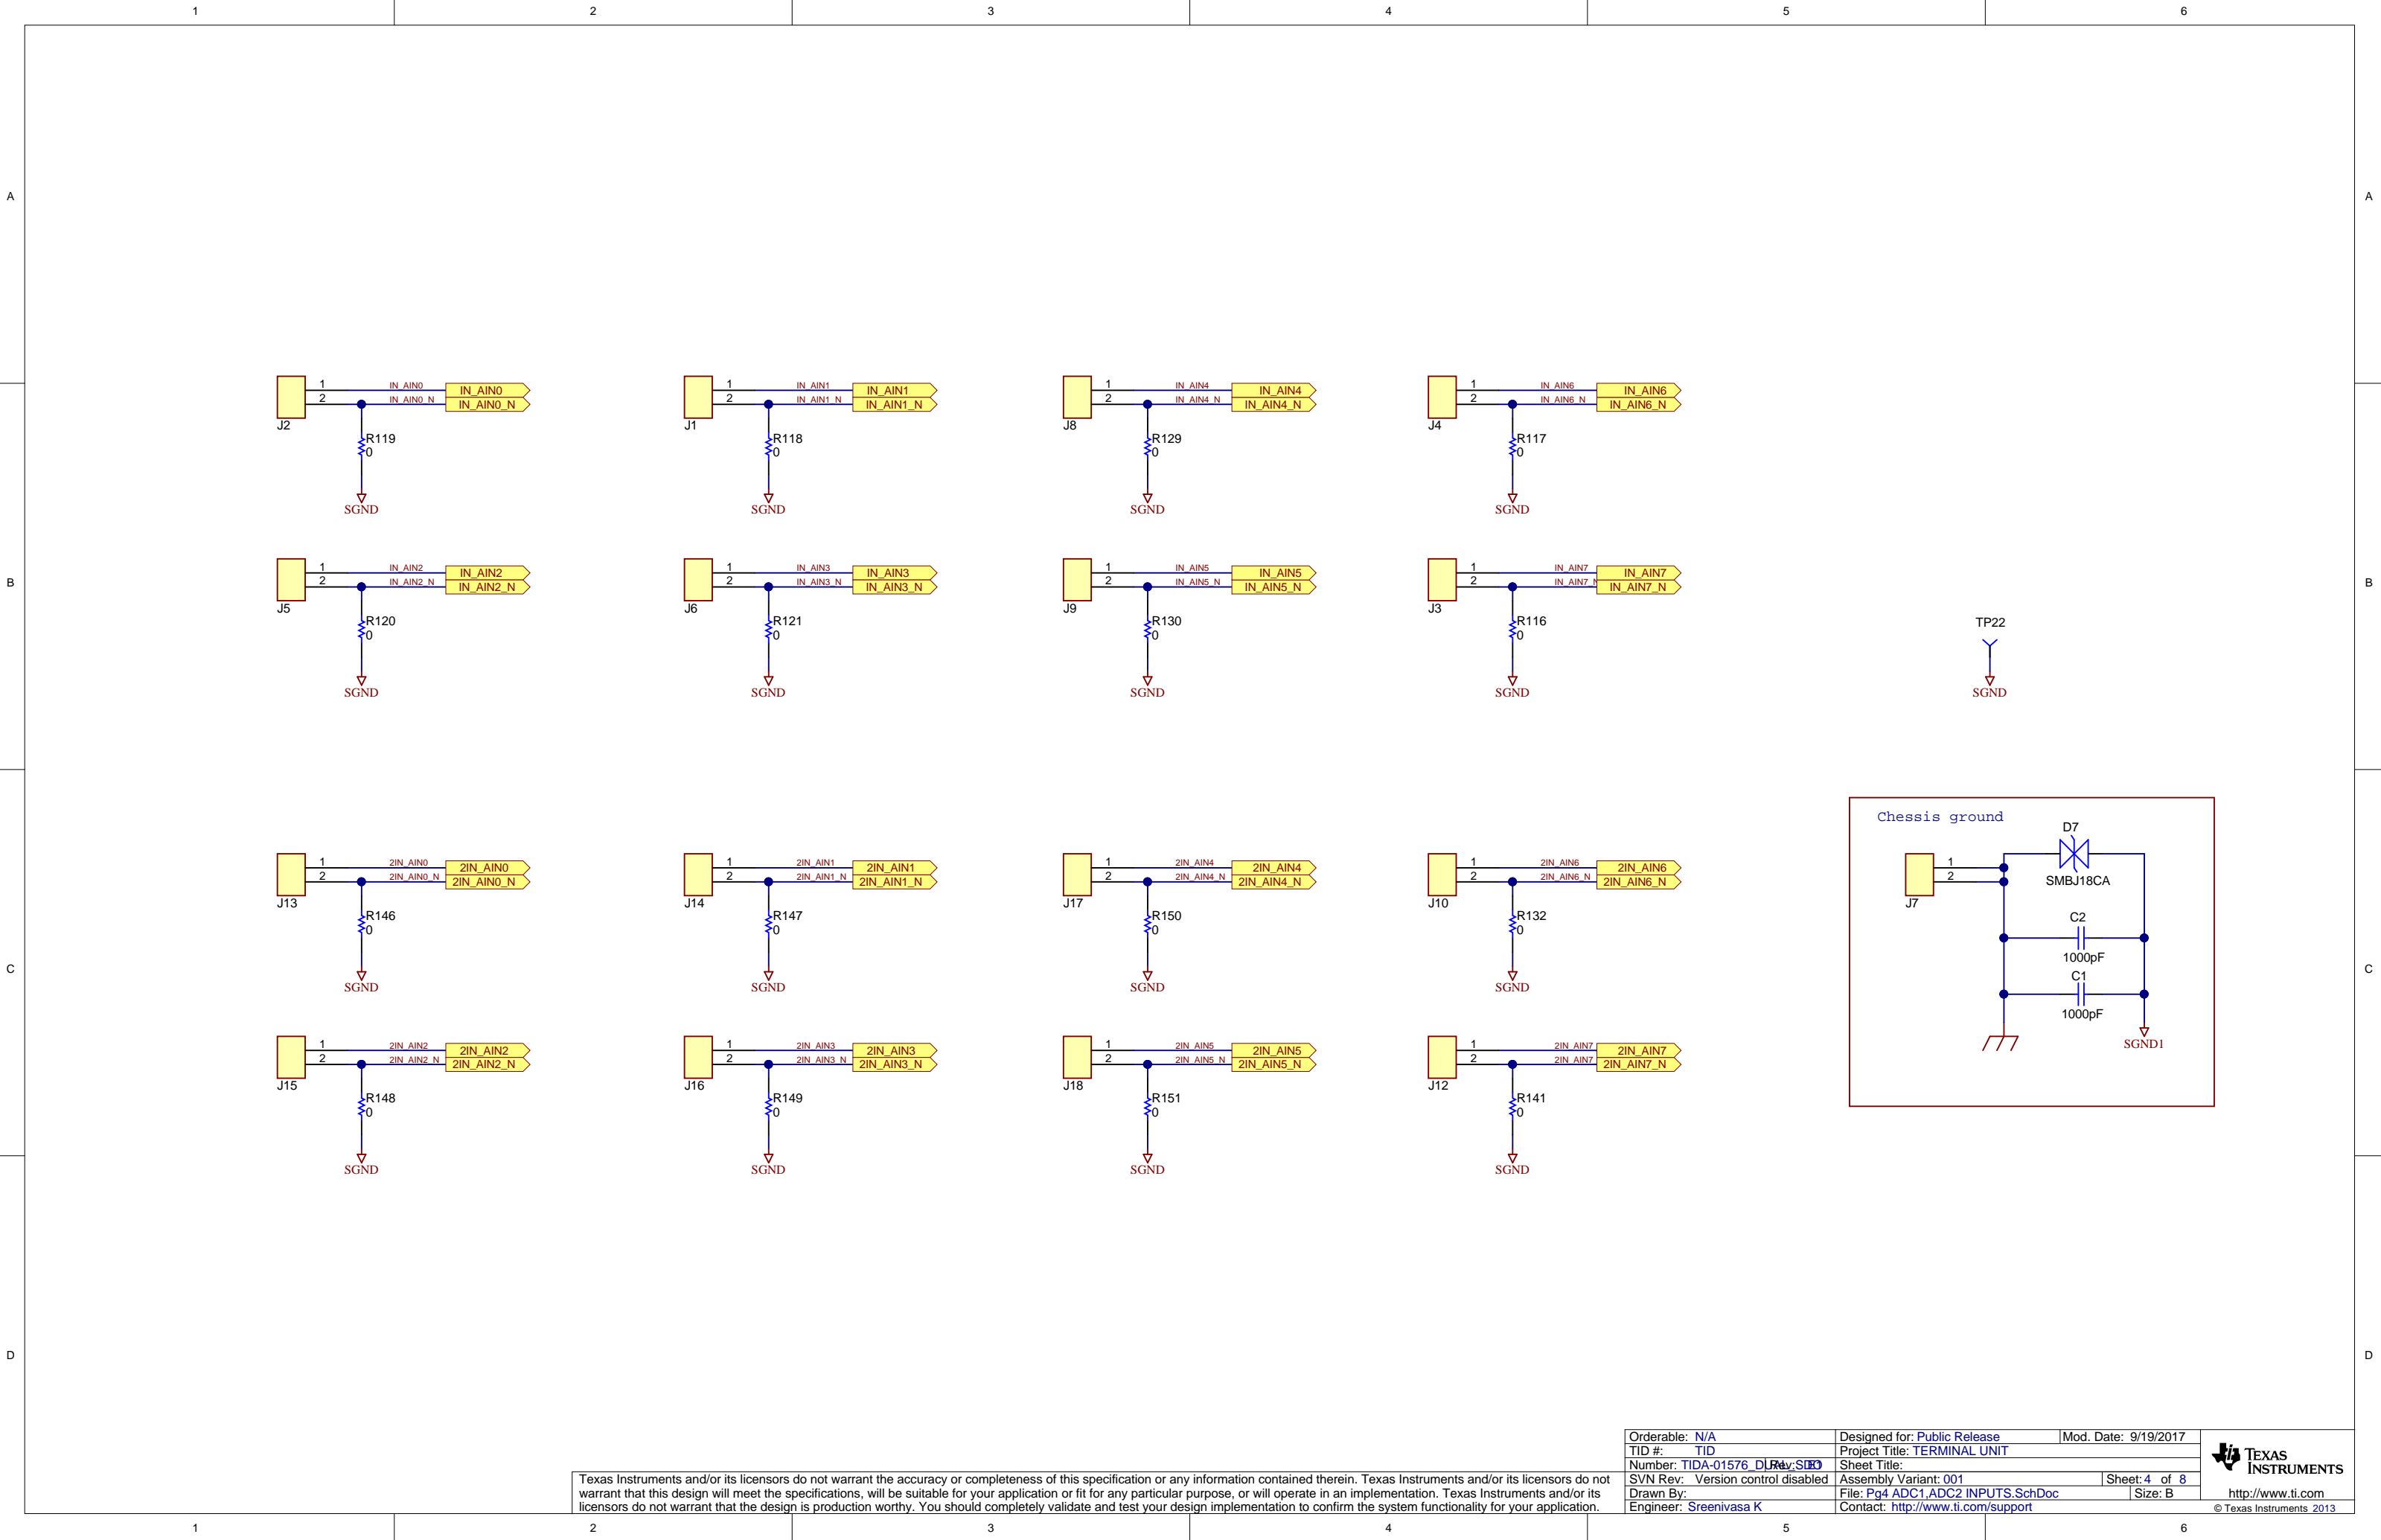 1 2 3 4 5 6
A A
1 IN_AIN0 IN_AIN0
2 IN_AIN0_N IN_AIN0_N
J2
R119
0
SGND
1 IN_AIN1 IN_AIN1
2 IN_AIN1_N IN_AIN1_N
J1
R118
0
SGND
1 IN_AIN4 IN_AIN4
2 IN_AIN4_N IN_AIN4_N
J8
R129
0
SGND
1 IN_AIN6 IN_AIN6
2 IN_AIN6_N IN_AIN6_N
J4
R117
0
SGND
B B
1 IN_AIN2 IN_AIN2
2 IN_AIN2_N IN_AIN2_N
J5
R120
0
SGND
1 IN_AIN3 IN_AIN3
2 IN_AIN3_N IN_AIN3_N
J6
R121
0
SGND
1 IN_AIN5 IN_AIN5
2 IN_AIN5_N IN_AIN5_N
J9
R130
0
SGND
1 IN_AIN7 IN_AIN7
2 IN_AIN7_N IN_AIN7_N
J3
R116
0
SGND
TP22
SGND
1 2IN_AIN0 2IN_AIN0
2 2IN_AIN0_N 2IN_AIN0_N
J13
R146
0
SGND
1 2IN_AIN1 2IN_AIN1
2 2IN_AIN1_N 2IN_AIN1_N
J14
R147
0
SGND
1 2IN_AIN4 2IN_AIN4
2 2IN_AIN4_N 2IN_AIN4_N
J17
R150
0
SGND
1 2IN_AIN6 2IN_AIN6
2 2IN_AIN6_N 2IN_AIN6_N
J10
R132
0
SGND
Chessis ground
D7
SMBJ18CA
1
2
J7
C2
1000pF
C1
1000pF
SGND1
C C
1 2IN_AIN2 2IN_AIN2
2 2IN_AIN2_N 2IN_AIN2_N
J15
R148
0
SGND
1 2IN_AIN3 2IN_AIN3
2 2IN_AIN3_N 2IN_AIN3_N
J16
R149
0
SGND
1 2IN_AIN5 2IN_AIN5
2 2IN_AIN5_N 2IN_AIN5_N
J18
R151
0
SGND
1 2IN_AIN7 2IN_AIN7
2 2IN_AIN7 2IN_AIN7_N
J12
R141
0
SGND
D D
Texas Instruments and/or its licensors do not warrant the accuracy or completeness of this specification or any information contained therein. Texas Instruments and/or its licensors do not
warrant that this design will meet the specifications, will be suitable for your application or fit for any particular purpose, or will operate in an implementation. Texas Instruments and/or its
licensors do not warrant that the design is production worthy. You should completely validate and test your design implementation to confirm the system functionality for your application.
Orderable: N/A Designed for: Public Release Mod. Date: 9/19/2017
TID #: TID Project Title: TERMINAL UNIT
Number: TIDA-01576_DUAL_SD Rev: E1 Sheet Title:
SVN Rev: Version control disabled Assembly Variant: 001 Sheet: 4 of 8
Drawn By: File: Pg4 ADC1,ADC2 INPUTS.SchDoc Size: B
Engineer: Sreenivasa K Contact: http://www.ti.com/support
TEXAS
INSTRUMENTS
http://www.ti.com
© Texas Instruments 2013
1 2 3 4 5 6